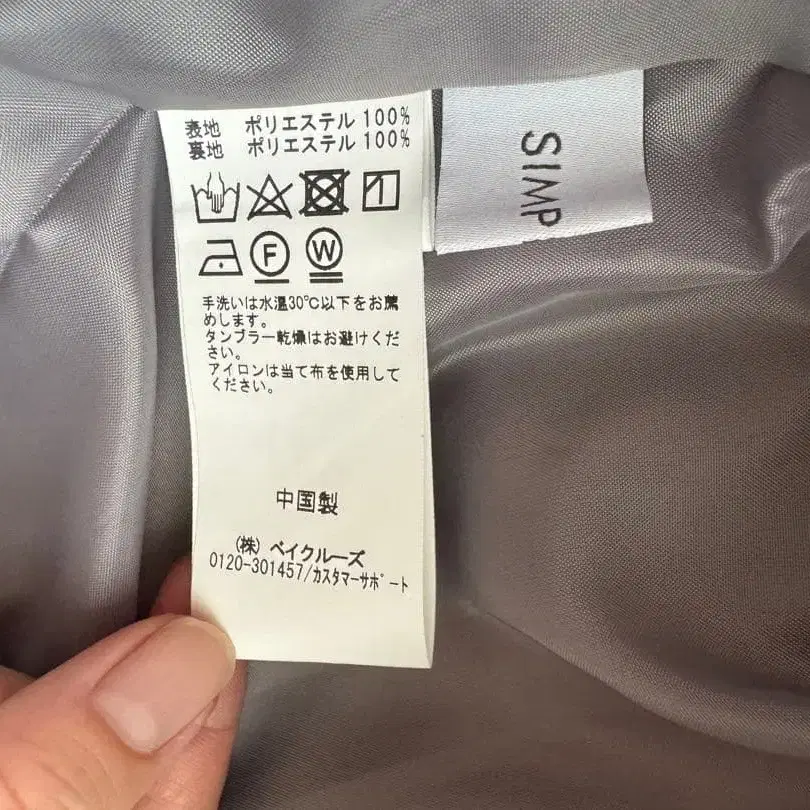 表地 ポリエステル 100%
裏地 ポリエステル 100%
F
W
手洗いは水温30℃以下をお薦
めします。
タンブラー乾燥はお避けくだ
さい。
アイロンは当て布を使用して
ください。
中国製
(株) ベイクルーズ
0120-301457/カスタマーサポート
SIMP